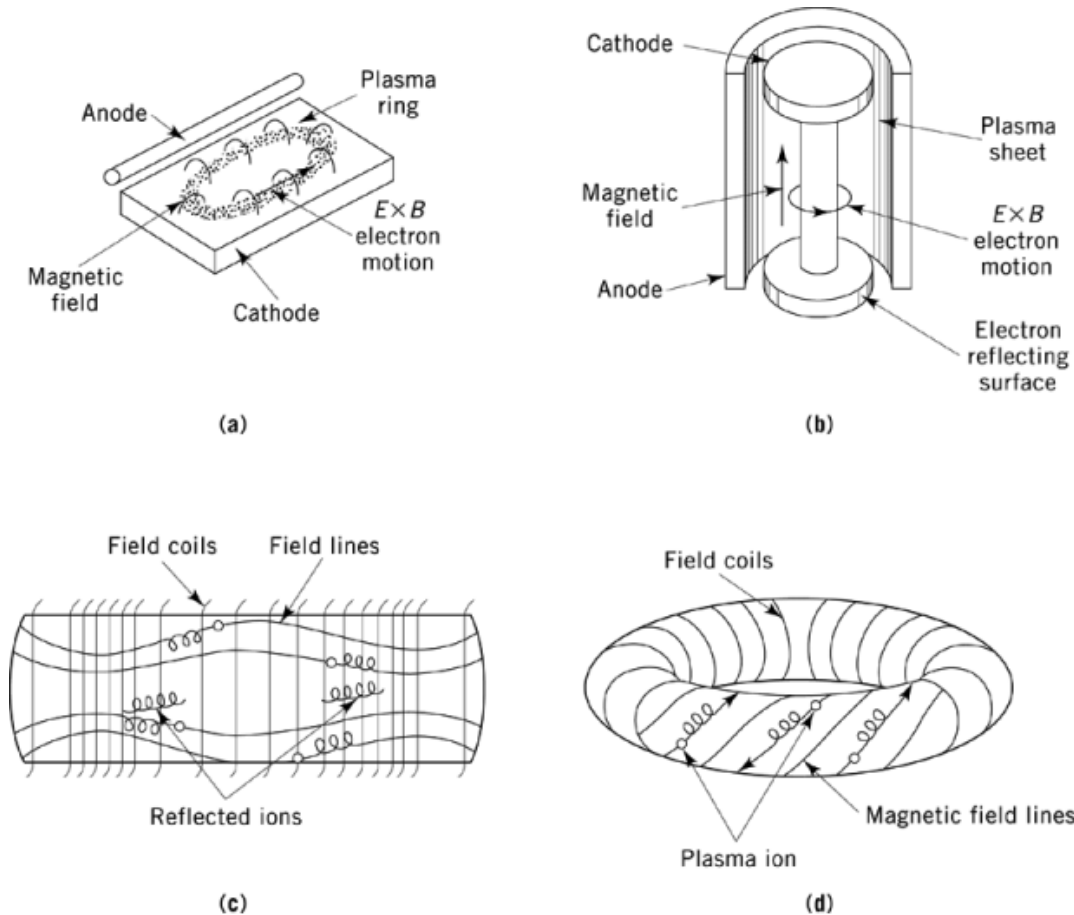 Anode
Plasma
ring
E×B
electron
motion
Magnetic
field
Cathode
(a)
Cathode
Plasma
sheet
Magnetic
field
E×B
electron
motion
Anode
Electron
reflecting
surface
(b)
Field coils
Field lines
Reflected ions
(c)
Field coils
Magnetic field lines
Plasma ion
(d)